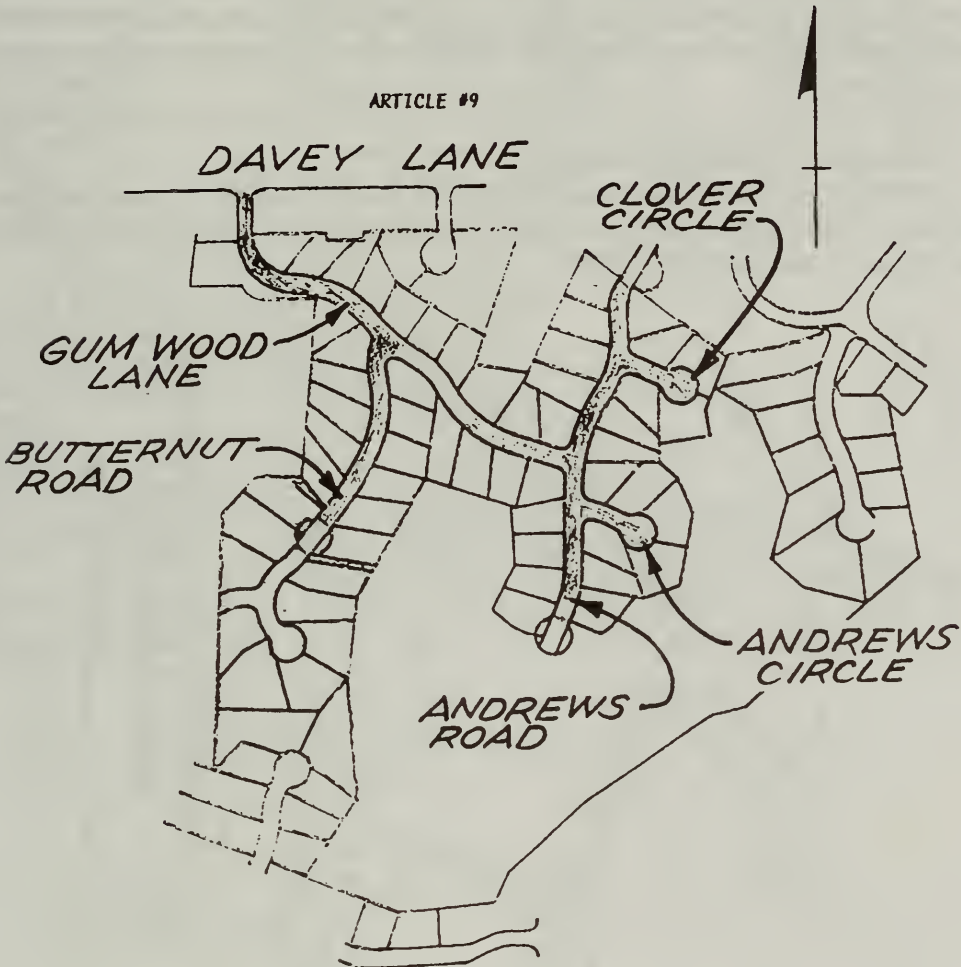 ARTICLE #9
DAVEY LANE
CLOVER
CIRCLE
GUM WOOD
LANE
BUTTERNUT
ROAD
ANDREWS
CIRCLE
ANDREWS
ROAD